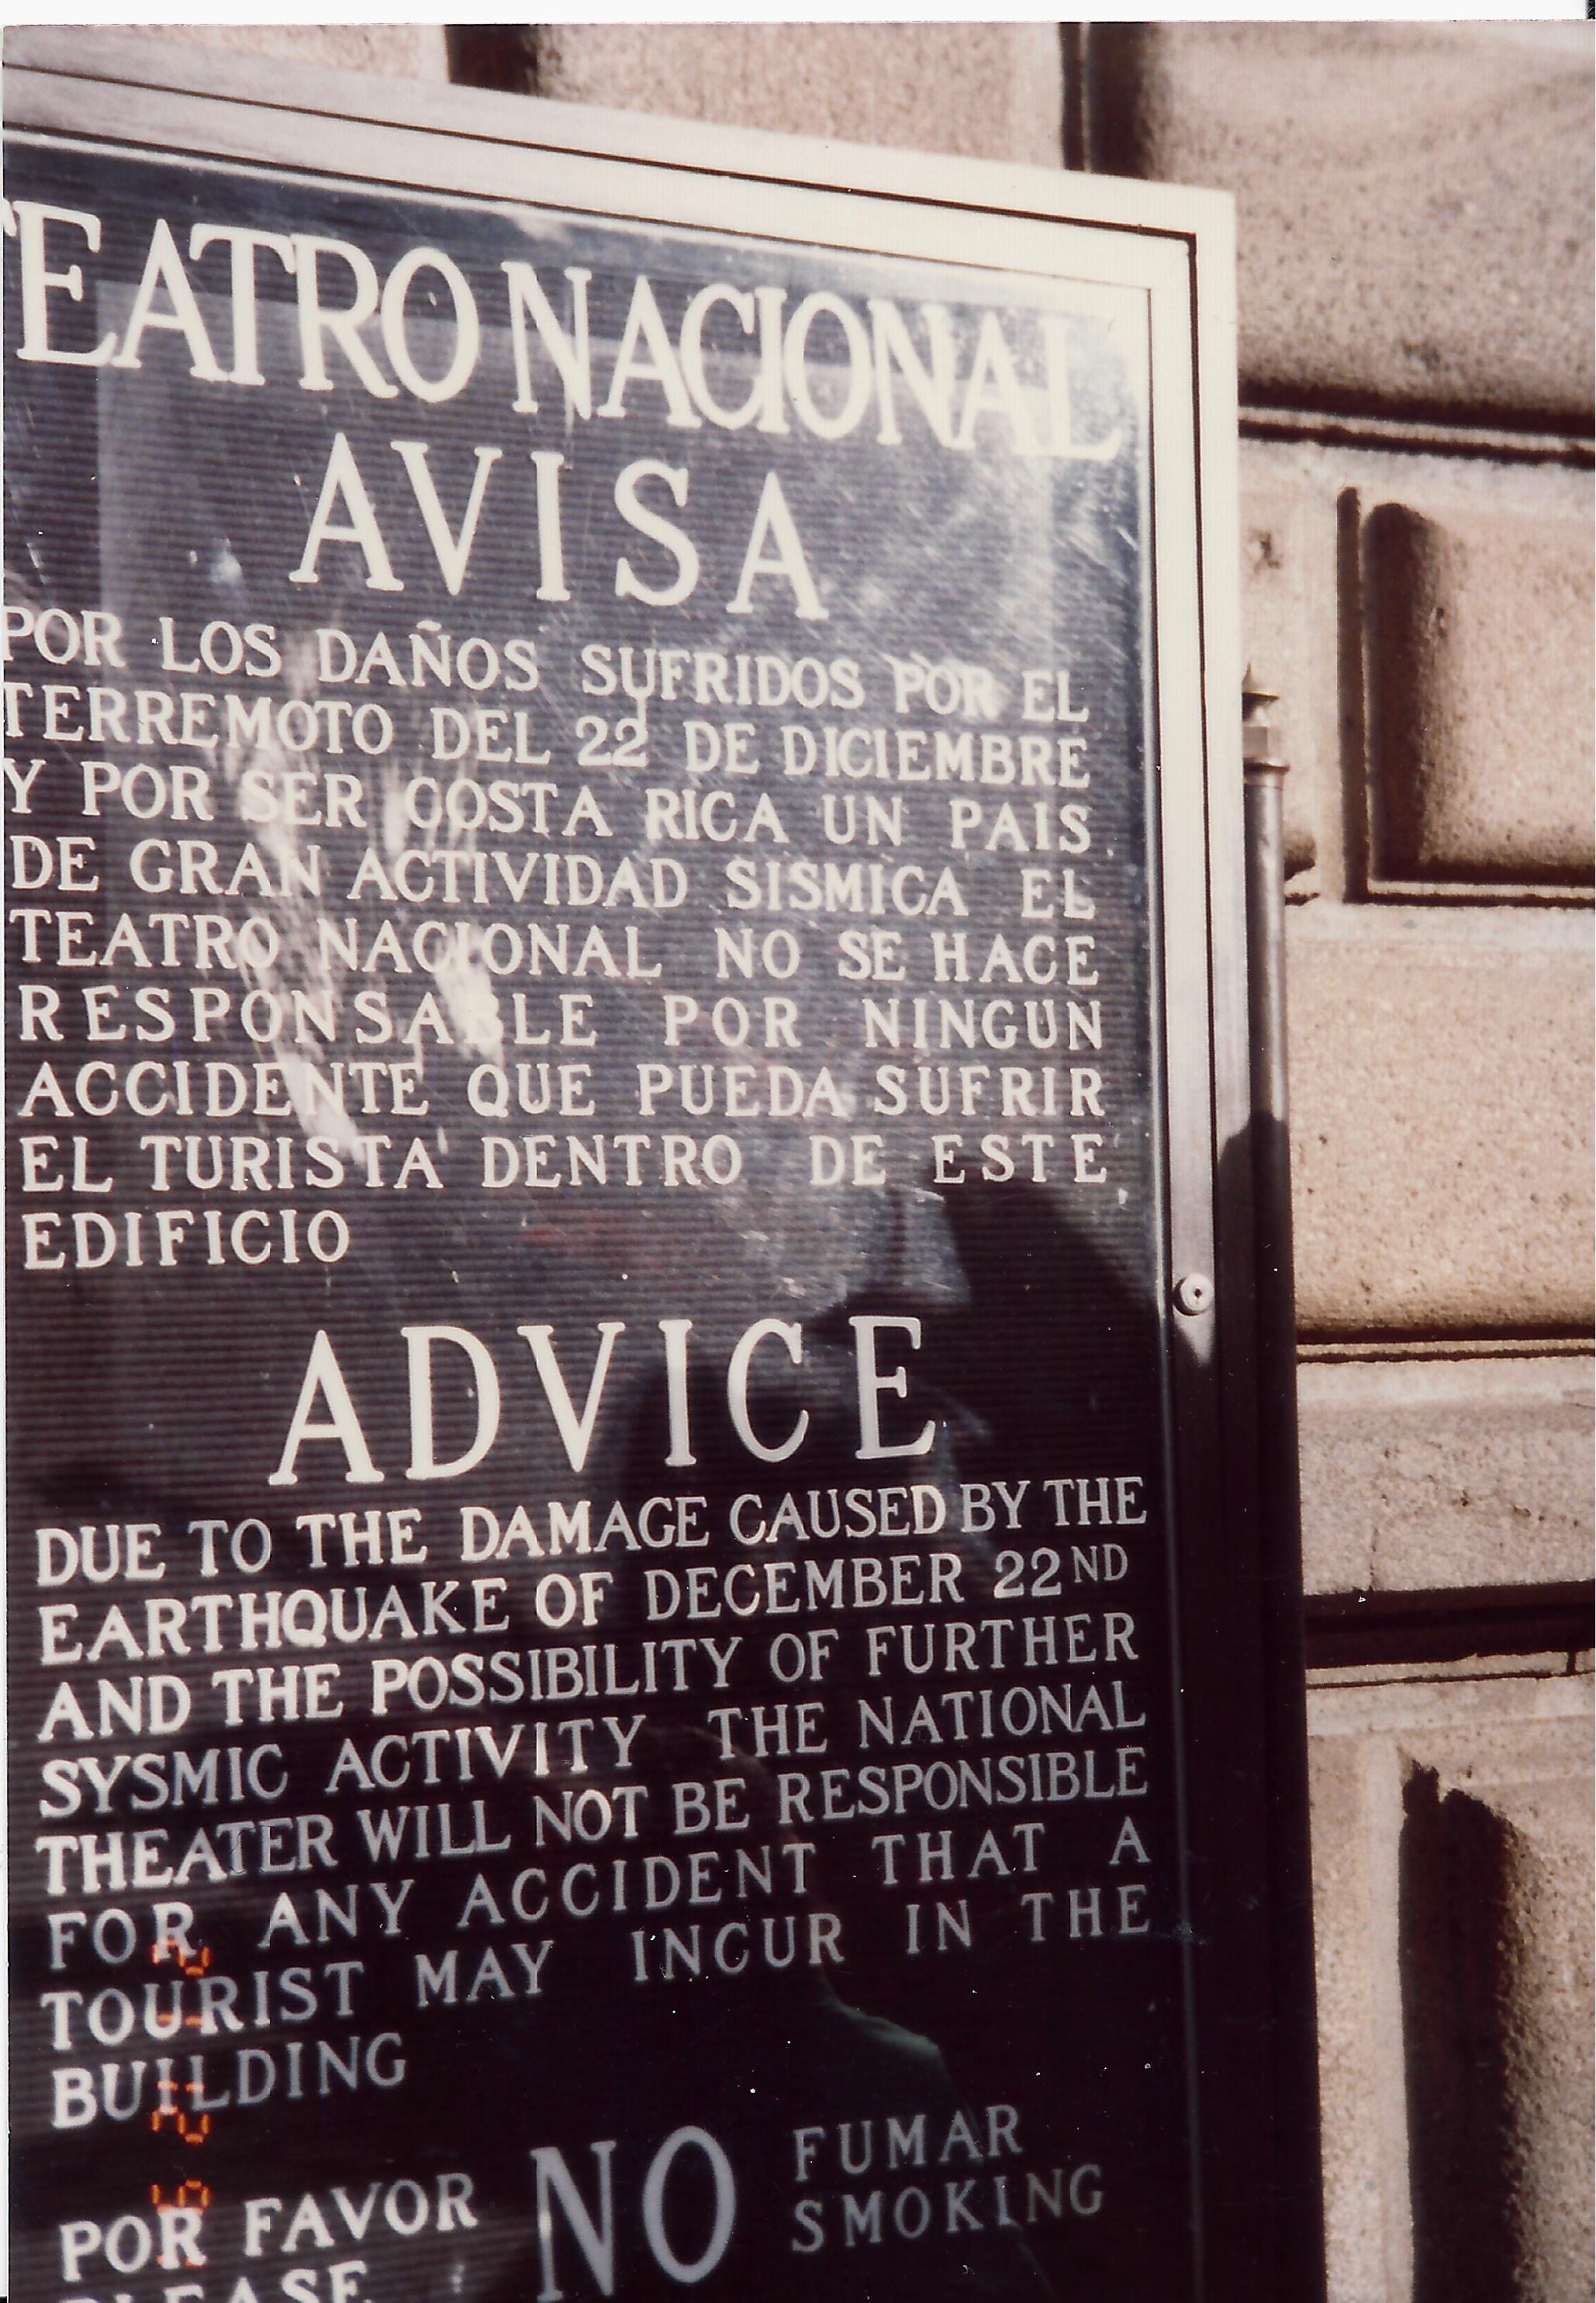 TEATRO NACIONAL
AVISA
POR LOS DAÑOS SUFRIDOS POR EL
TERREMOTO DEL 22 DE DICIEMBRE
Y POR SER COSTA RICA UN PAIS
DE GRAN ACTIVIDAD SISMICA EL
TEATRO NACIONAL NO SE HACE
RESPONSABLE POR NINGUN
ACCIDENTE QUE PUEDA SUFRIR
EL TURISTA DENTRO DE ESTE
EDIFICIO
ADVICE
DUE TO THE DAMAGE CAUSED BY THE
EARTHQUAKE OF DECEMBER 22ND
AND THE POSSIBILITY OF FURTHER
SYSMIC ACTIVITY THE NATIONAL
THEATER WILL NOT BE RESPONSIBLE
FOR ANY ACCIDENT THAT A
TOURIST MAY INCUR IN THE
BUILDING
POR FAVOR NO FUMAR
PLEASE SMOKING